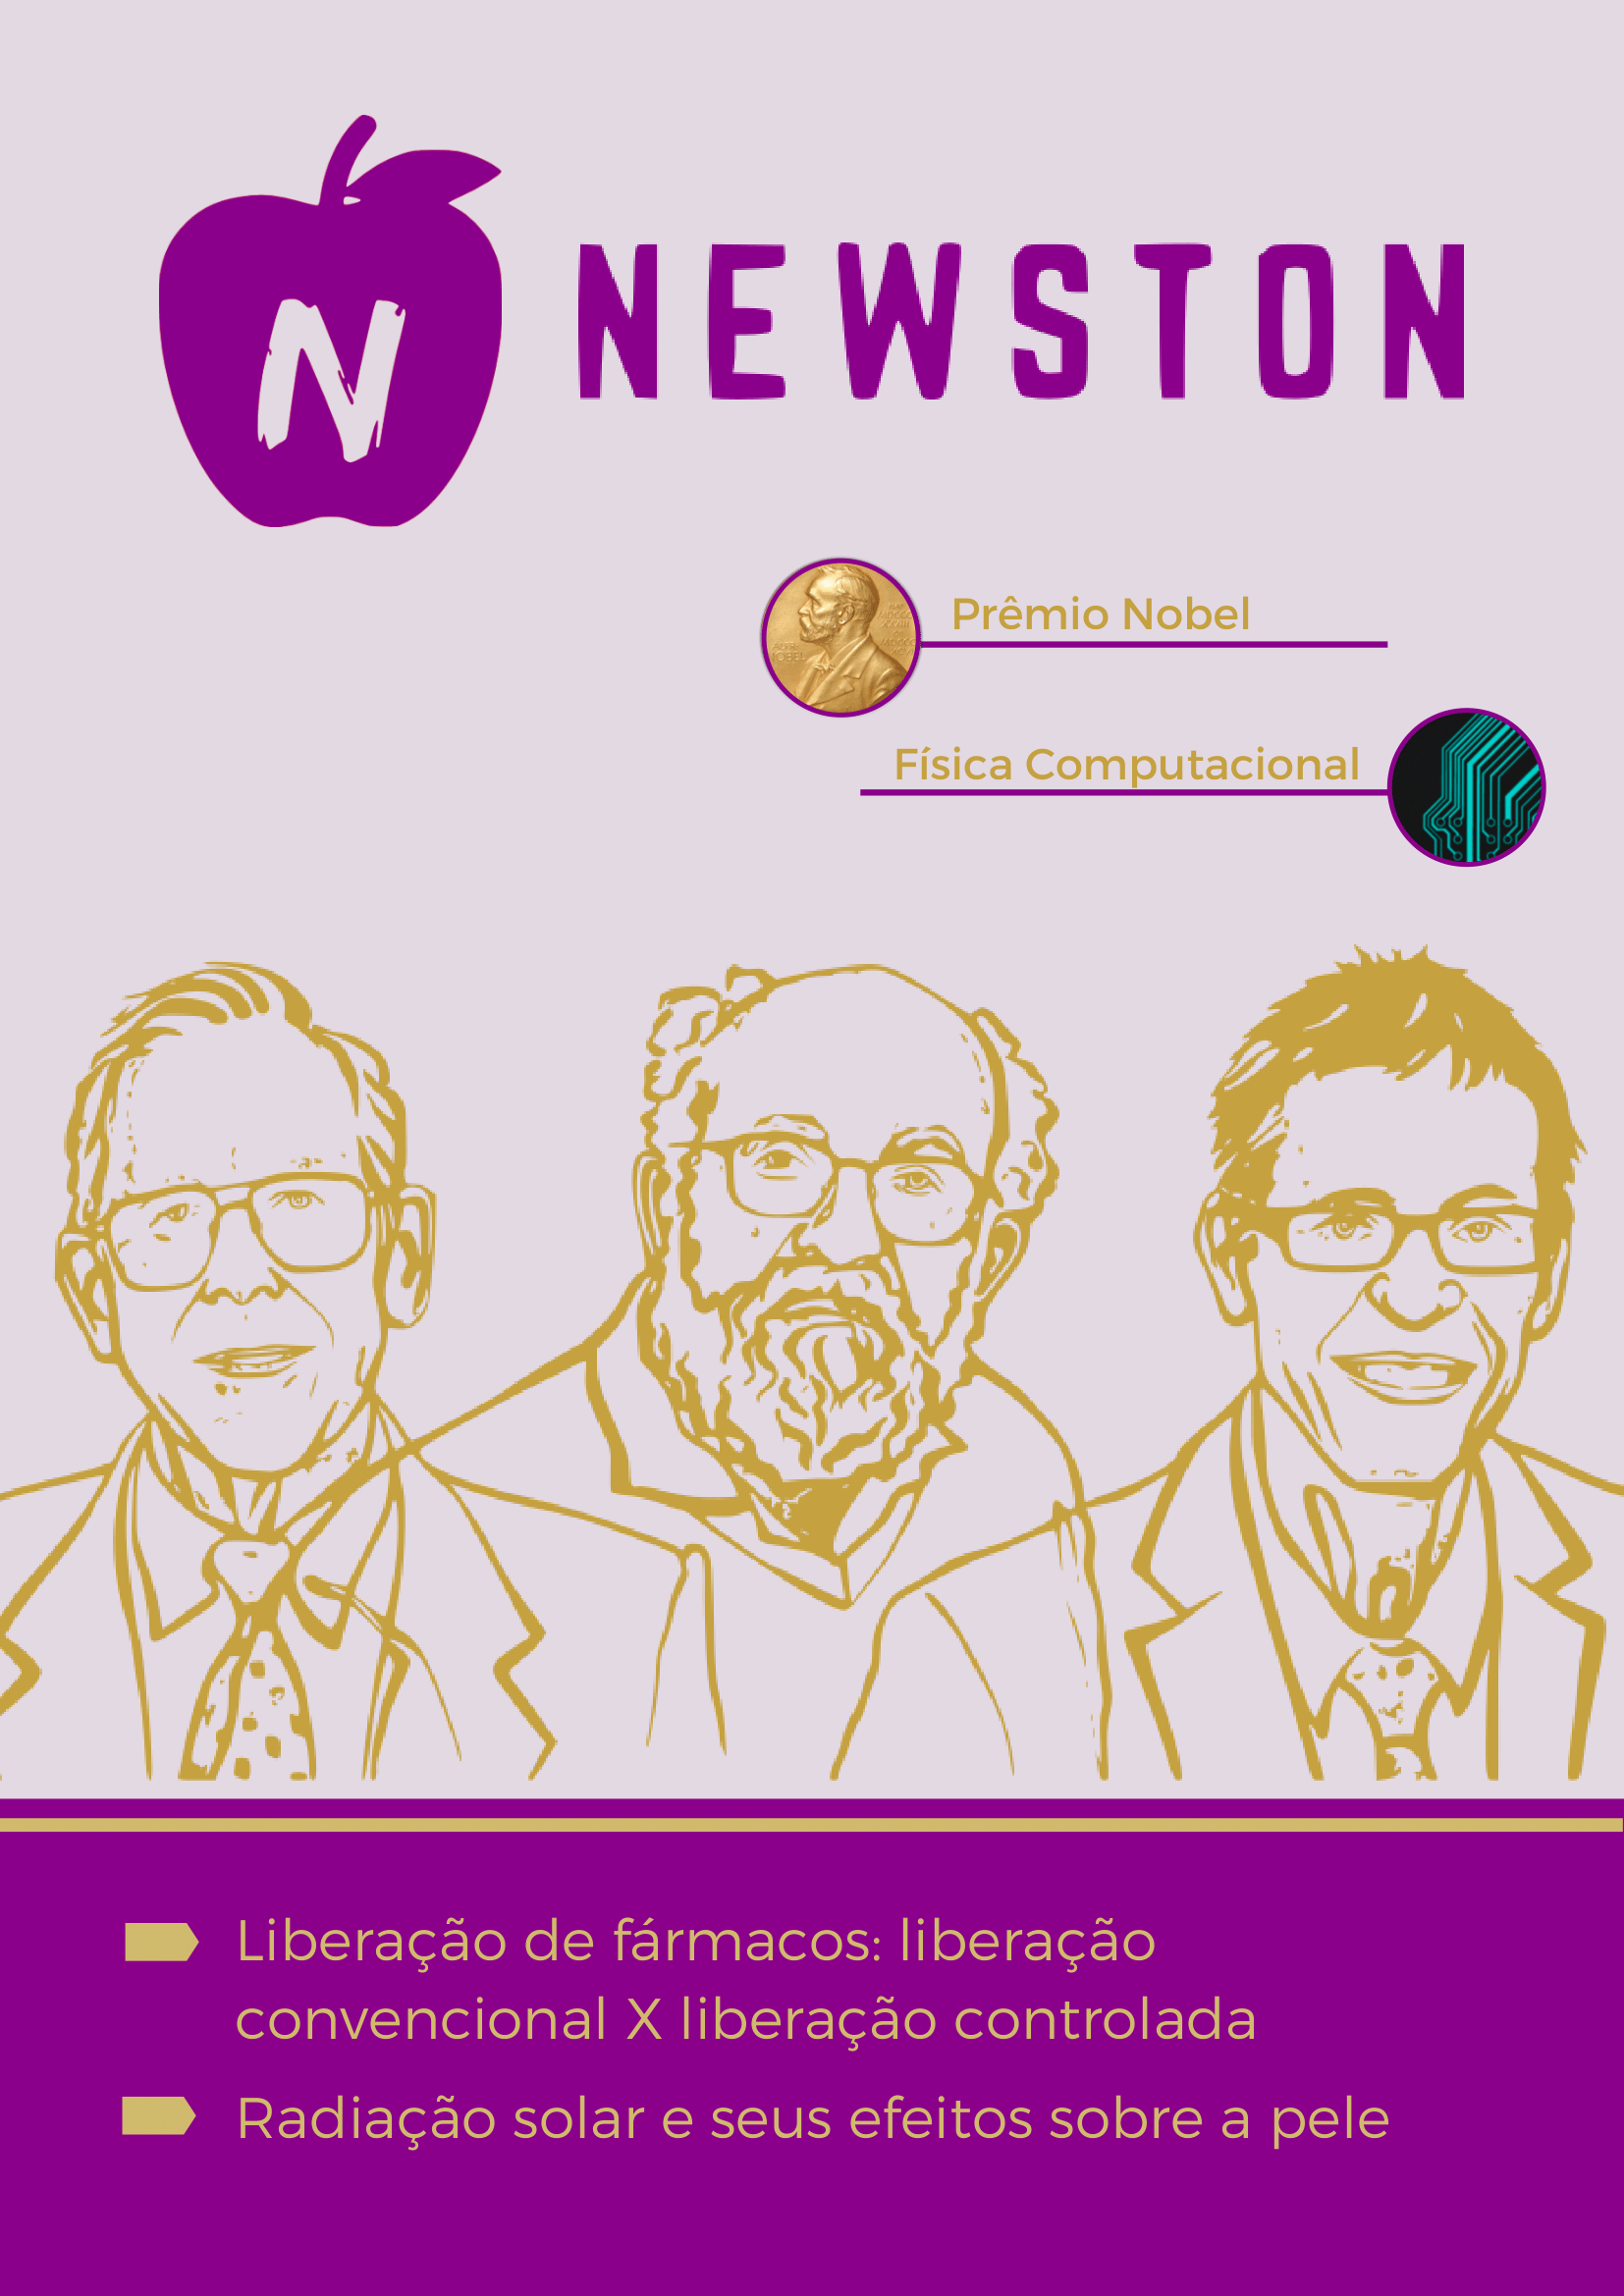 N
NEWSTON
Prêmio Nobel
Física Computacional
Liberação de fármacos: liberação
convencional X liberação controlada
Radiação solar e seus efeitos sobre a pele